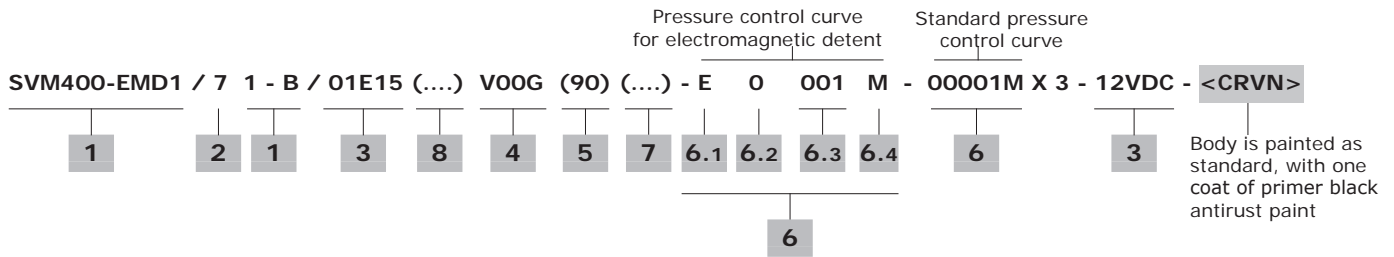 Pressure control curve
for electromagnetic detent
Standard pressure
control curve
SVM400-EMD1 / 7 1 - B / 01E15 (....) V00G (90) (....) - E 0 001 M - 00001M X 3 - 12VDC - <CRVN>
1 2 1 3 8 4 5 7 6.1 6.2 6.3 6.4 6 3
Body is painted as
standard, with one
coat of primer black
antirust paint
6